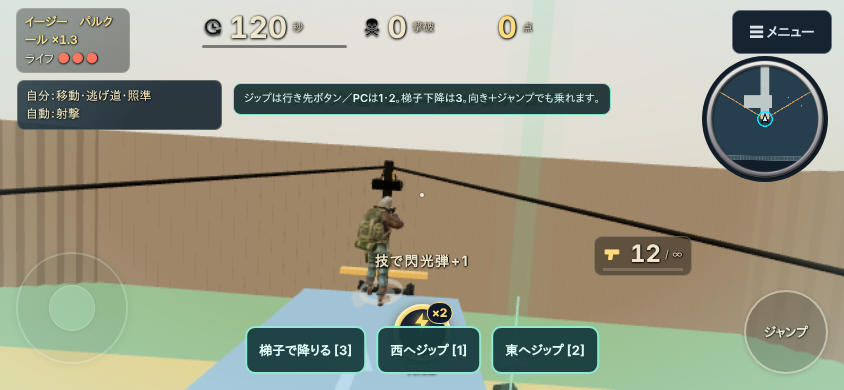 イージー　パルク
ール ×1.3
ライフ
120 秒
0 撃破
0 点
メニュー
自分:移動・逃げ道・照準
自動:射撃
ジップは行き先ボタン／PCは1・2。梯子下降は3。向き+ジャンプでも乗れます。
技で閃光弾+1
12 / ∞
×2
梯子で降りる [3]
西へジップ [1]
東へジップ [2]
ジャンプ